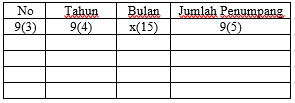 No Tahun Bulan Jumlah Penumpang
9(3) 9(4) x(15) 9(5)